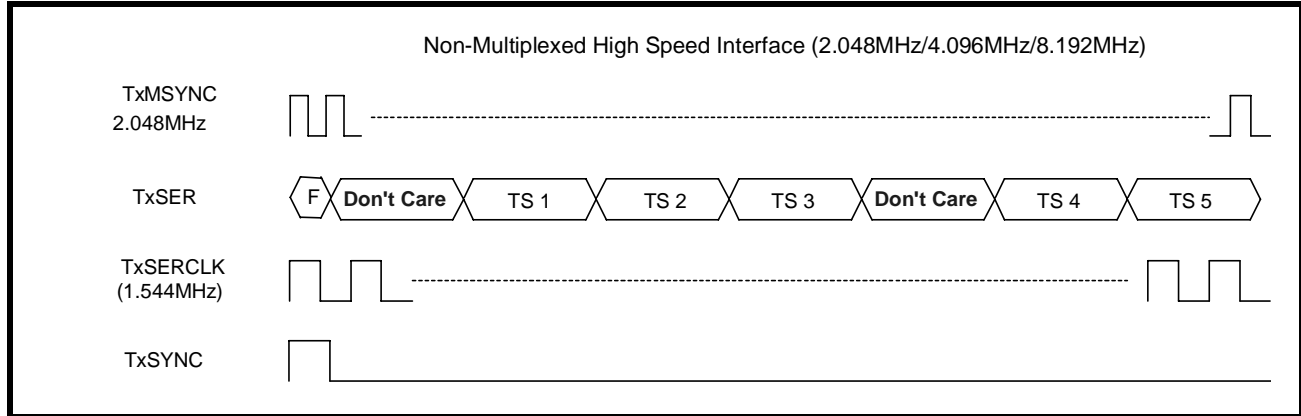 Non-Multiplexed High Speed Interface (2.048MHz/4.096MHz/8.192MHz)
TxMSYNC
2.048MHz
TxSER
F Don't Care TS 1 TS 2 TS 3 Don't Care TS 4 TS 5
TxSERCLK
(1.544MHz)
TxSYNC